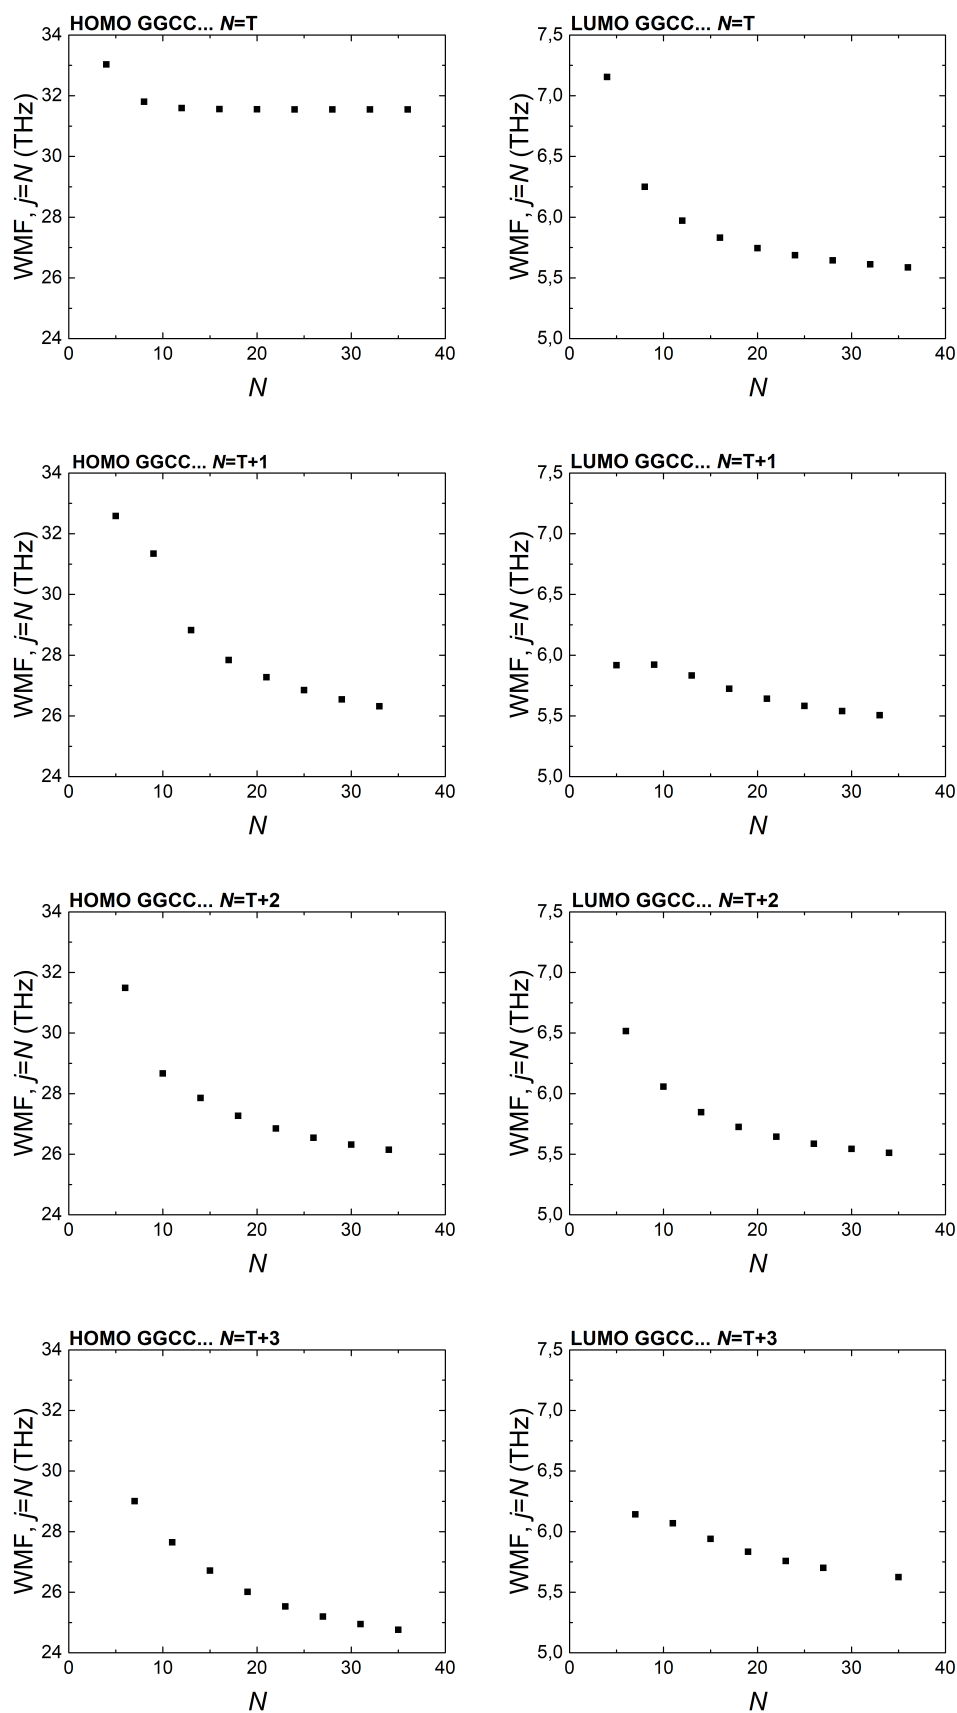 HOMO GGCC... N=T
WMF, j=N (THz)
34
32
30
28
26
24
0 10 20 30 40
N
LUMO GGCC... N=T
WMF, j=N (THz)
7,5
7,0
6,5
6,0
5,5
5,0
0 10 20 30 40
N
HOMO GGCC... N=T+1
WMF, j=N (THz)
34
32
30
28
26
24
0 10 20 30 40
N
LUMO GGCC... N=T+1
WMF, j=N (THz)
7,5
7,0
6,5
6,0
5,5
5,0
0 10 20 30 40
N
HOMO GGCC... N=T+2
WMF, j=N (THz)
34
32
30
28
26
24
0 10 20 30 40
N
LUMO GGCC... N=T+2
WMF, j=N (THz)
7,5
7,0
6,5
6,0
5,5
5,0
0 10 20 30 40
N
HOMO GGCC... N=T+3
WMF, j=N (THz)
34
32
30
28
26
24
0 10 20 30 40
N
LUMO GGCC... N=T+3
WMF, j=N (THz)
7,5
7,0
6,5
6,0
5,5
5,0
0 10 20 30 40
N